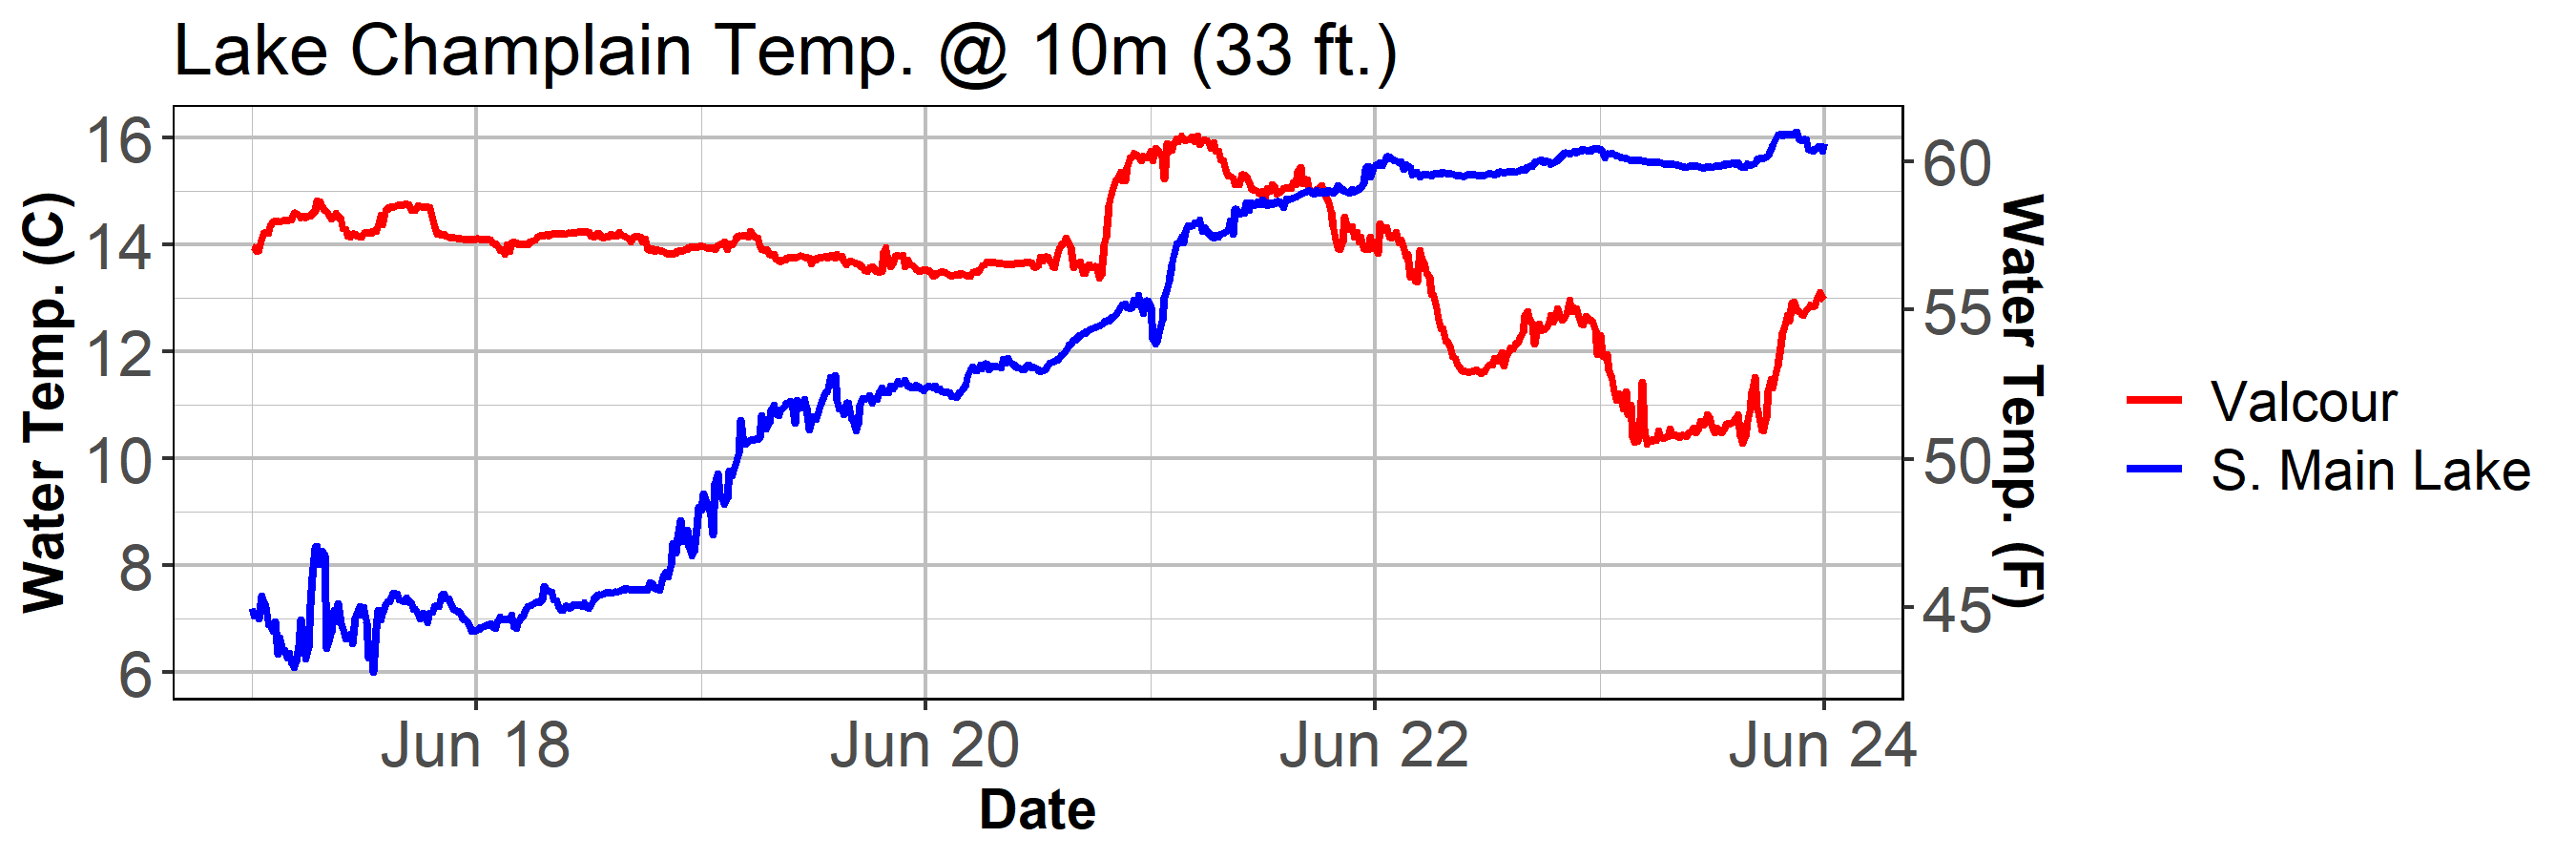 Lake Champlain Temp. @ 10m (33 ft.)
Water Temp. (C)
16
14
12
10
8
6
60
55
50
45
Water Temp. (F)
Jun 18
Jun 20
Jun 22
Jun 24
Date
Valcour
S. Main Lake